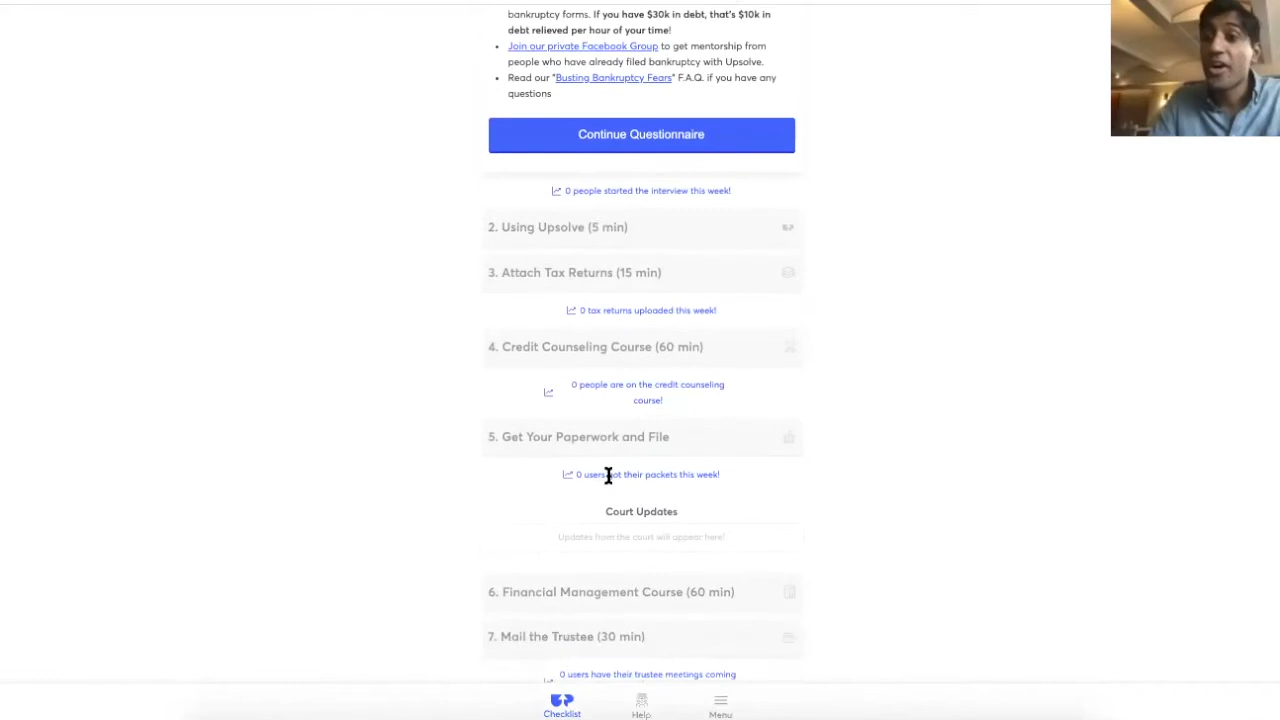 bankruptcy forms. If you have $30k in debt, that's $10k in
debt relieved per hour of your time!
Join our private Facebook Group to get mentorship from
people who have already filed bankruptcy with Upsolve.
Read our "Busting Bankruptcy Fears" F.A.Q. if you have any
questions
Continue Questionnaire
0 people started the interview this week!
2. Using Upsolve (5 min)
3. Attach Tax Returns (15 min)
0 tax returns uploaded this week!
4. Credit Counseling Course (60 min)
0 people are on the credit counseling
course!
5. Get Your Paperwork and File
0 users got their packets this week!
Court Updates
Updates from the court will appear here!
6. Financial Management Course (60 min)
7. Mail the Trustee (30 min)
0 users have their trustee meetings coming
Checklist
Help
Menu